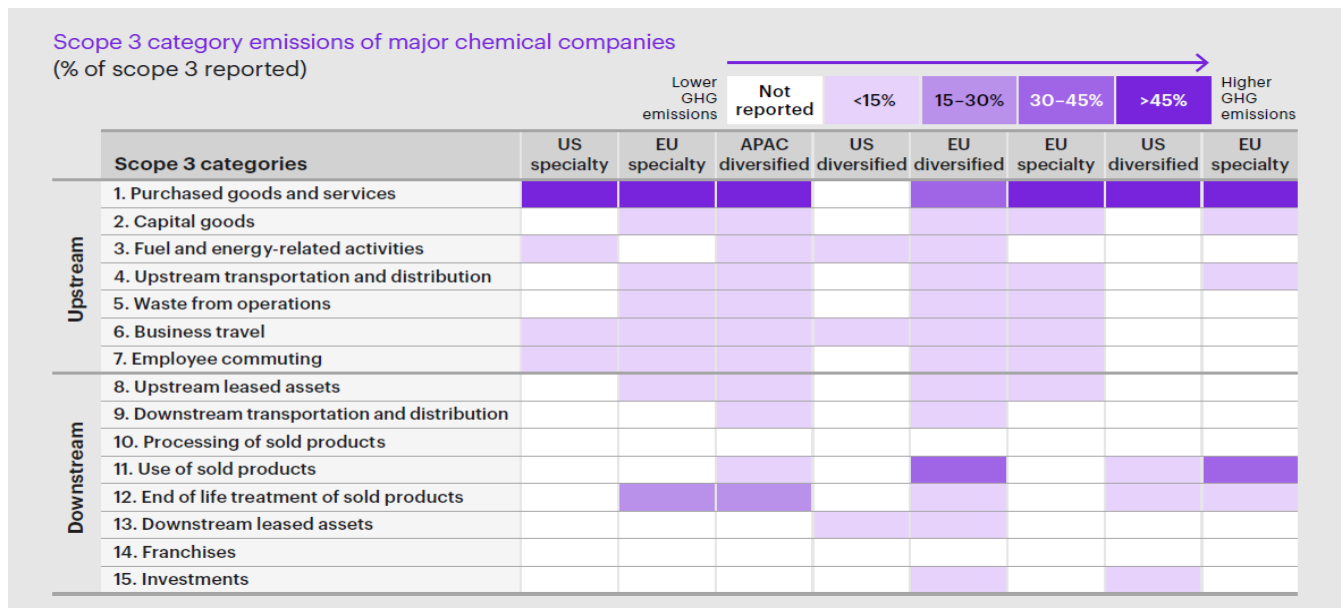 Scope 3 category emissions of major chemical companies
(% of scope 3 reported)
Lower GHG emissions
Not reported
<15%
15–30%
30–45%
>45%
Higher GHG emissions
Scope 3 categories
US specialty
EU specialty
APAC diversified
US diversified
EU diversified
EU specialty
US diversified
EU specialty
Upstream
1. Purchased goods and services
2. Capital goods
3. Fuel and energy-related activities
4. Upstream transportation and distribution
5. Waste from operations
6. Business travel
7. Employee commuting
Downstream
8. Upstream leased assets
9. Downstream transportation and distribution
10. Processing of sold products
11. Use of sold products
12. End of life treatment of sold products
13. Downstream leased assets
14. Franchises
15. Investments